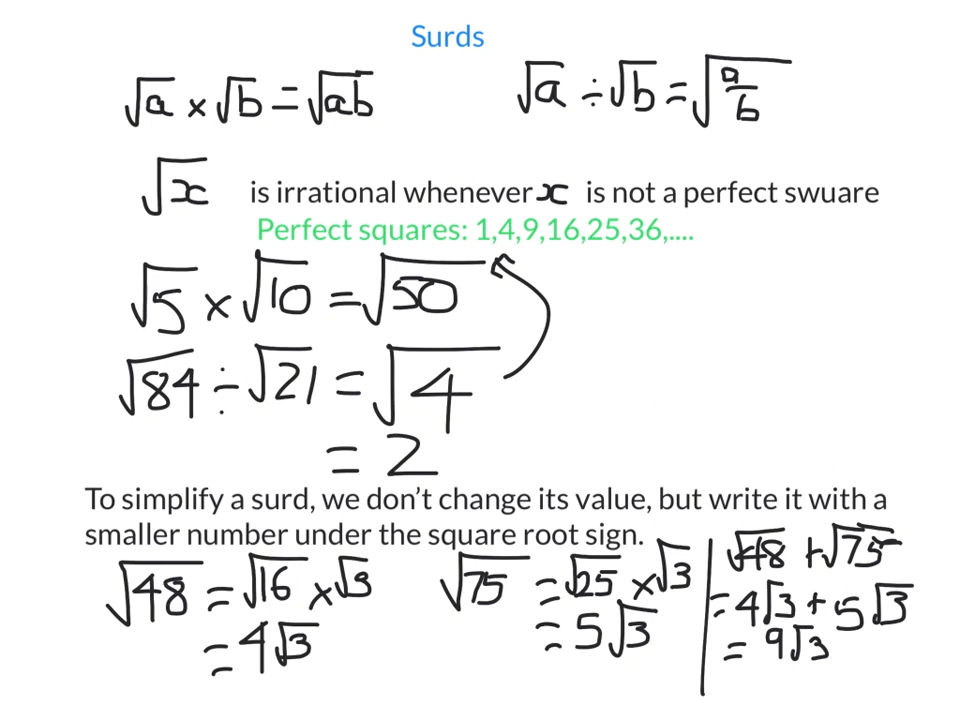 Surds
√a × √b = √ab
√a ÷ √b = √a/b
√x is irrational whenever x is not a perfect swuare
Perfect squares: 1,4,9,16,25,36,....
√5 × √10 = √50
√84 ÷ √21 = √4
= 2
To simplify a surd, we don't change its value, but write it with a
smaller number under the square root sign.
√48 = √16 × √3
= 4√3
√75 = √25 × √3
= 5√3
√48 + √75
= 4√3 + 5√3
= 9√3